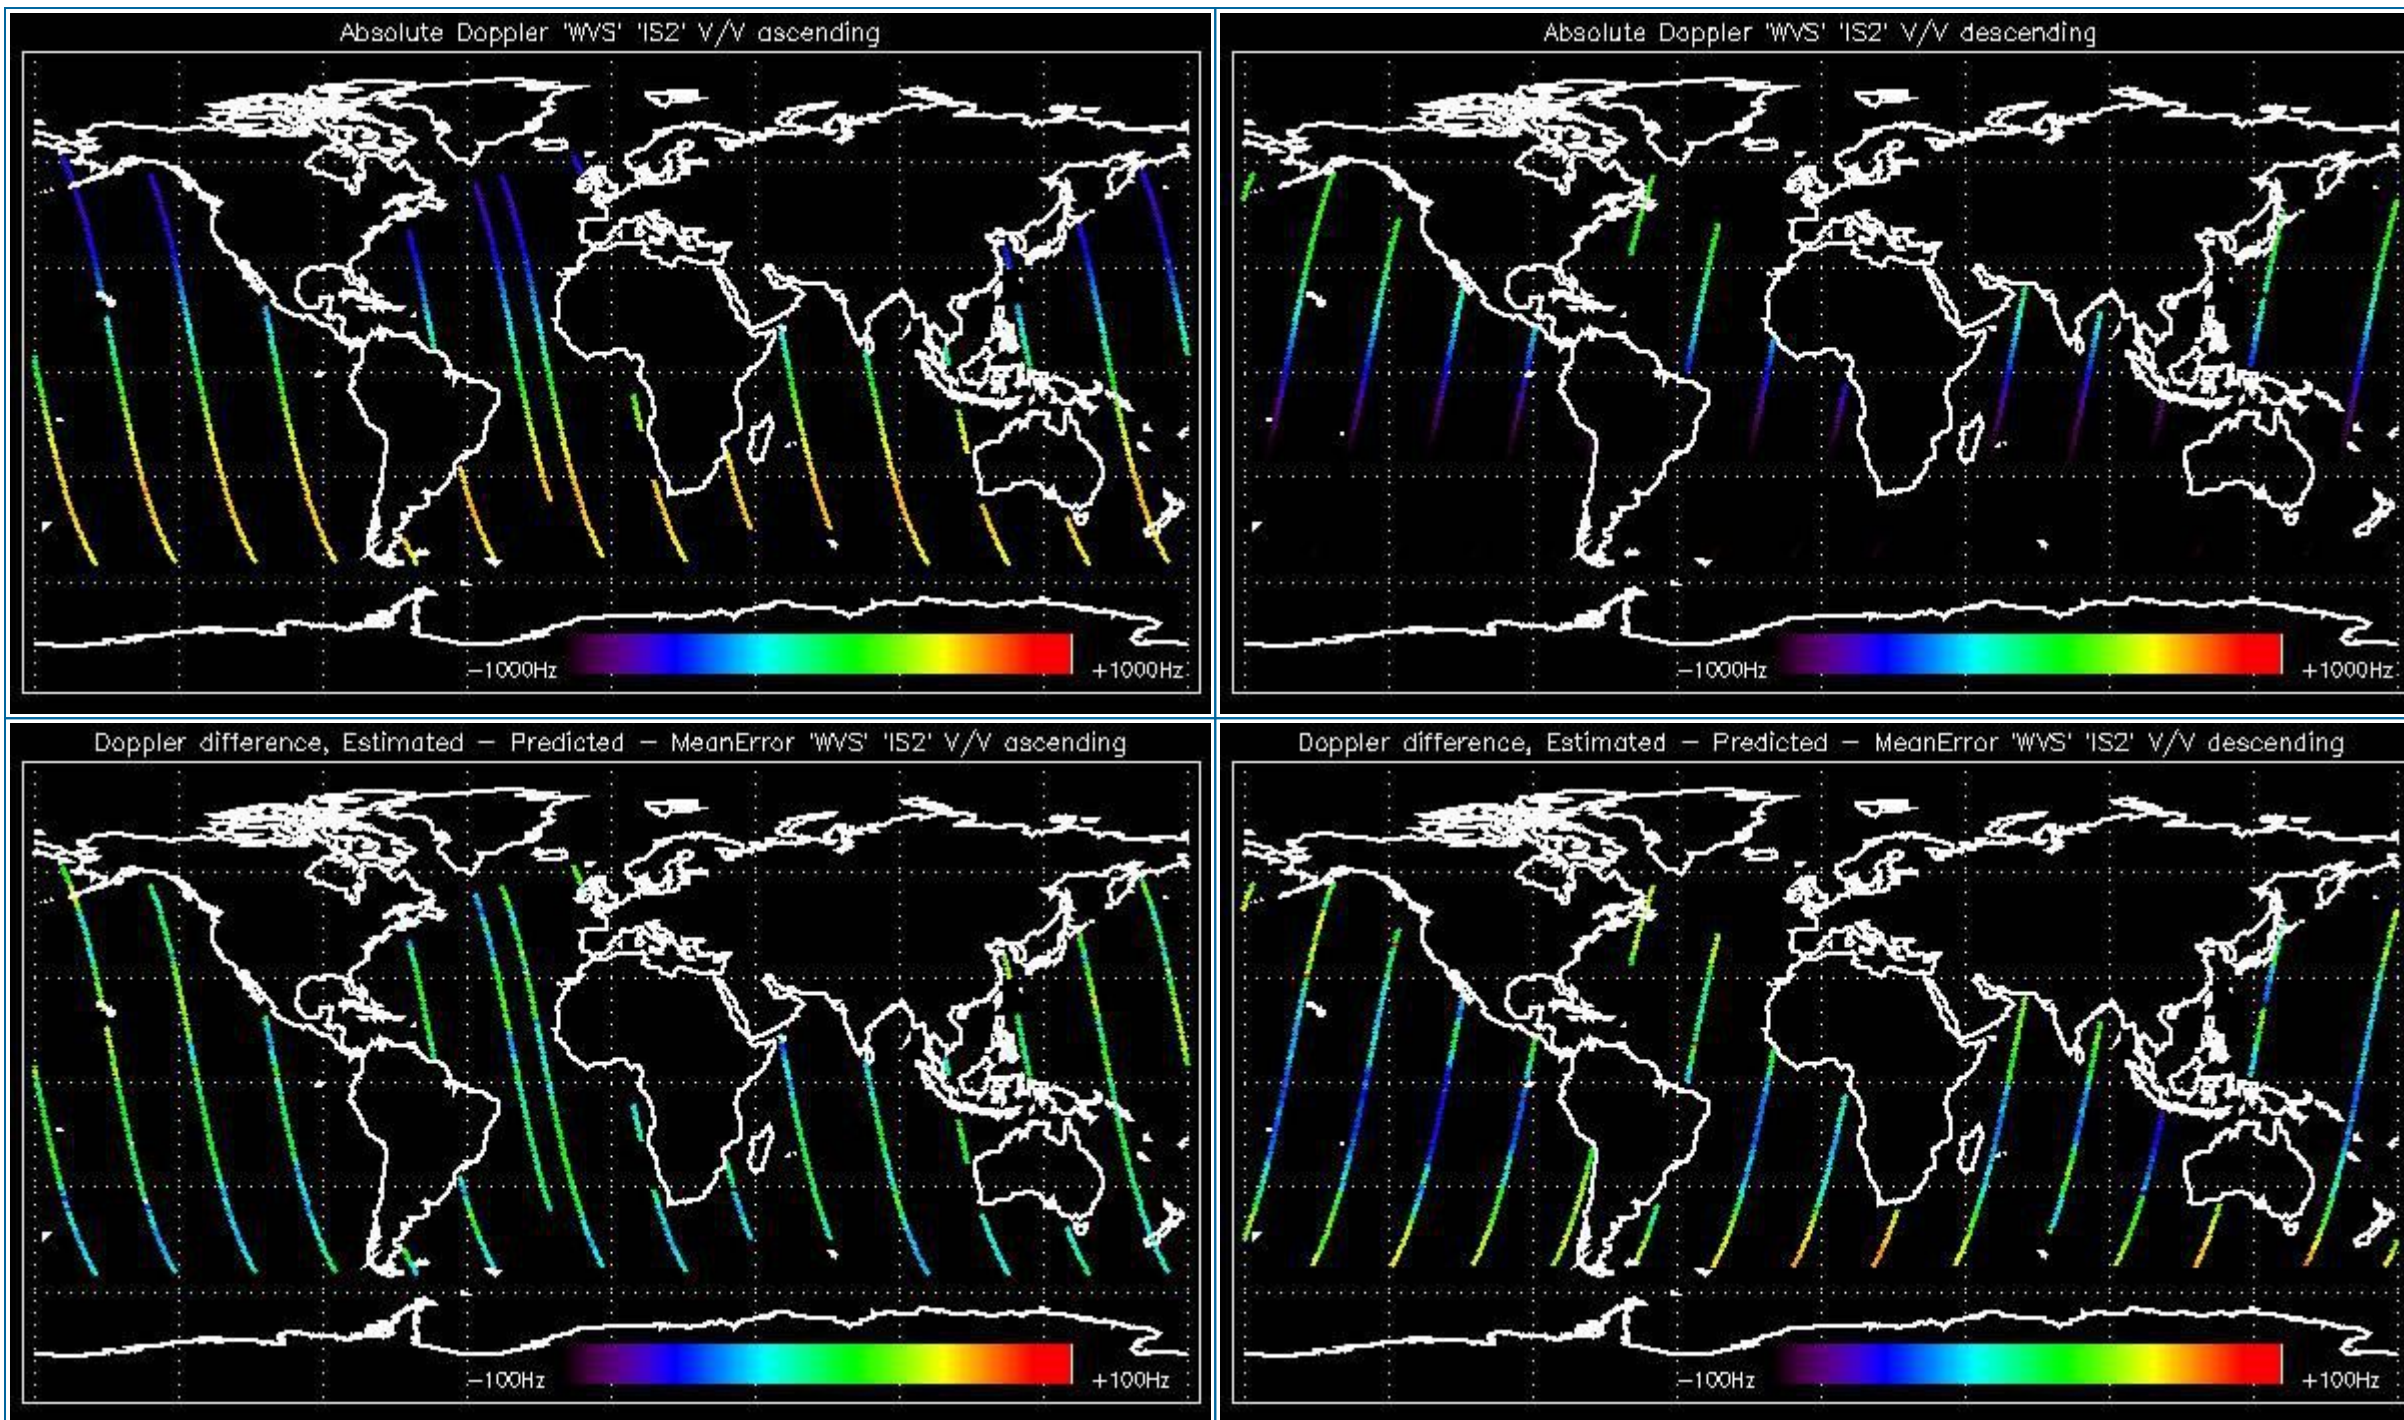 Absolute Doppler 'WVS' 'IS2' V/V ascending
-1000Hz
+1000Hz
Absolute Doppler 'WVS' 'IS2' V/V descending
-1000Hz
+1000Hz
Doppler difference, Estimated - Predicted - MeanError 'WVS' 'IS2' V/V ascending
-100Hz
+100Hz
Doppler difference, Estimated - Predicted - MeanError 'WVS' 'IS2' V/V descending
-100Hz
+100Hz